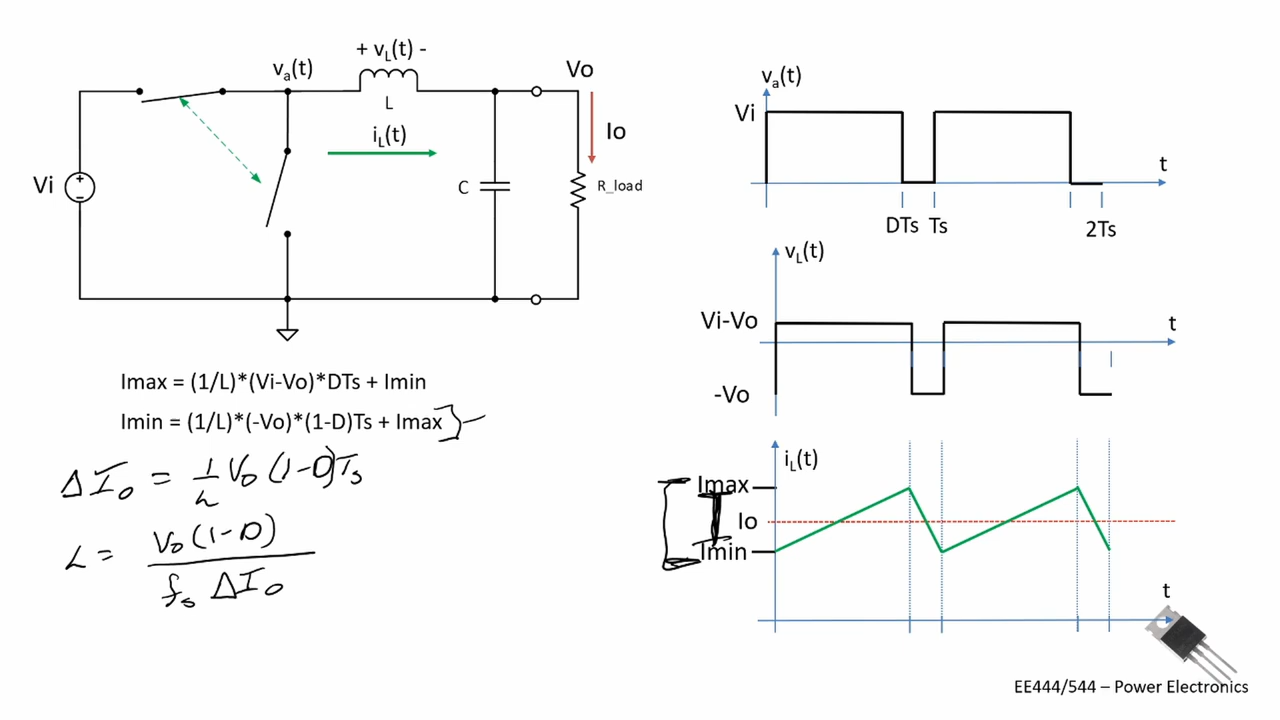 + vL(t) -
va(t)
L
Vo
iL(t)
Io
Vi
+
-
C
R_load
Imax = (1/L)*(Vi-Vo)*DTs + Imin
Imin = (1/L)*(-Vo)*(1-D)Ts + Imax
ΔIo = 1/L Vo (1-D)Ts
L = Vo(1-D) / fs ΔIo
va(t)
Vi
t
DTs Ts
2Ts
vL(t)
Vi-Vo
t
-Vo
iL(t)
Imax
Io
Imin
t
EE444/544 – Power Electronics